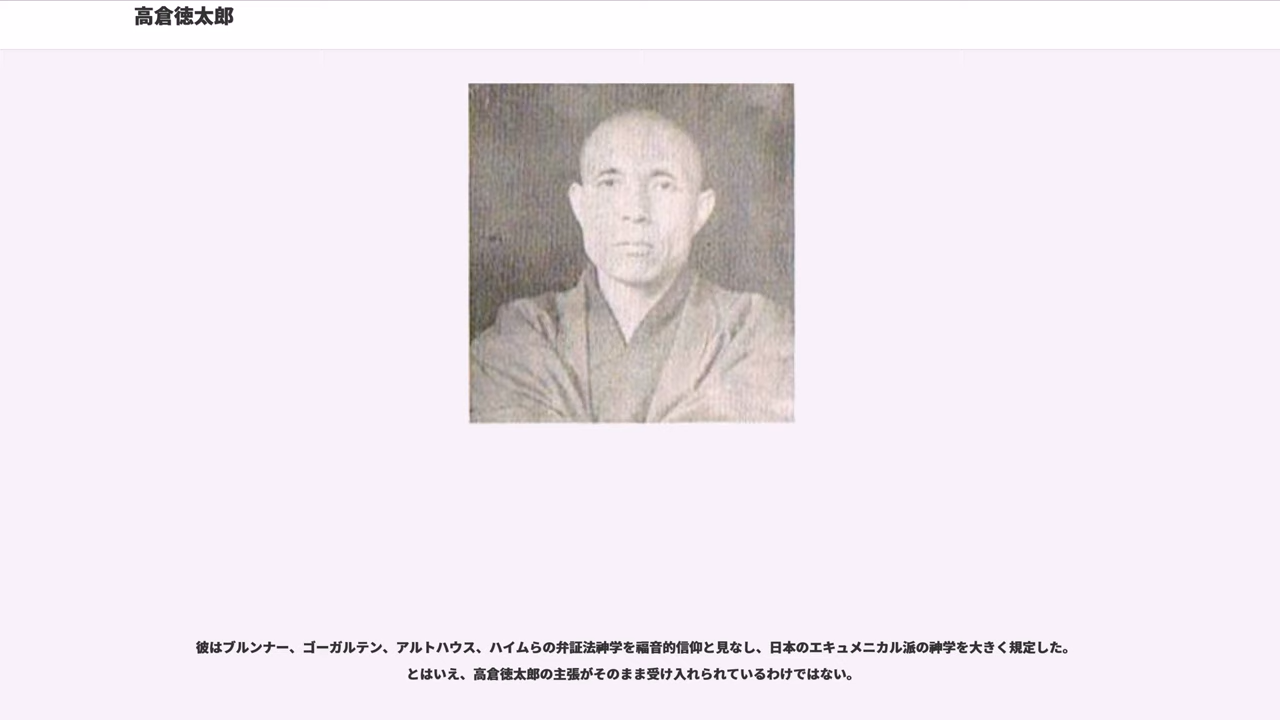 高倉徳太郎
彼はブルンナー、ゴーガルテン、アルトハウス、ハイムらの弁証法神学を福音的信仰と見なし、日本のエキュメニカル派の神学を大きく規定した。
とはいえ、高倉徳太郎の主張がそのまま受け入れられているわけではない。